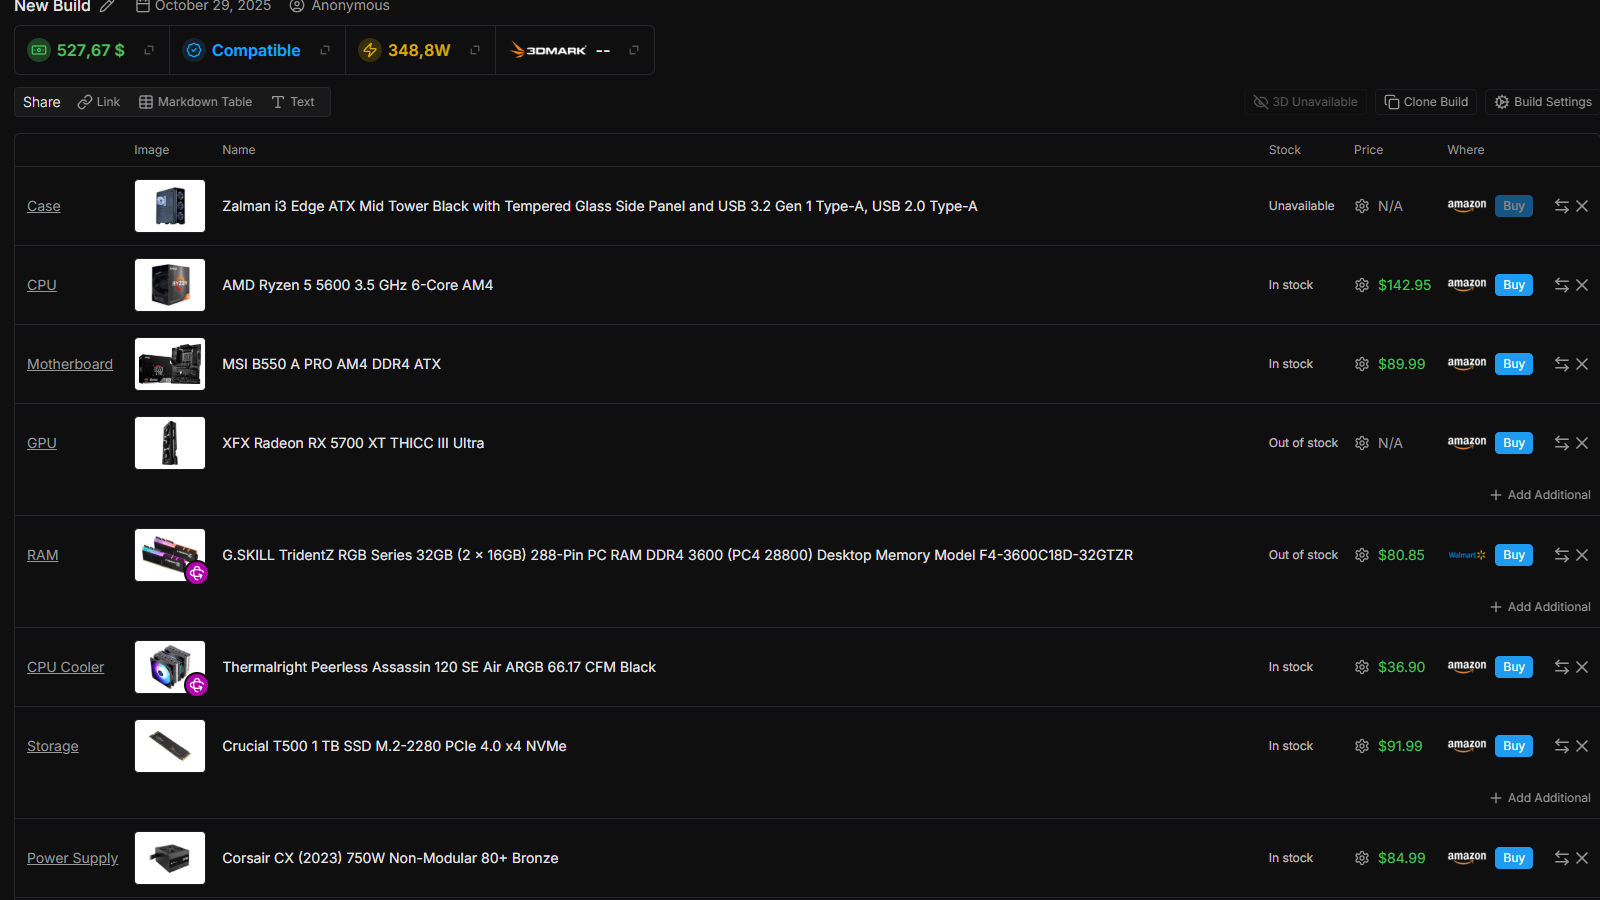 New Build October 29, 2025 Anonymous
527,67 $ Compatible 348,8W 3DMARK --
Share Link Markdown Table Text 3D Unavailable Clone Build Build Settings
Image Name Stock Price Where
Case Zalman i3 Edge ATX Mid Tower Black with Tempered Glass Side Panel and USB 3.2 Gen 1 Type-A, USB 2.0 Type-A Unavailable N/A amazon Buy
CPU AMD Ryzen 5 5600 3.5 GHz 6-Core AM4 In stock $142.95 amazon Buy
Motherboard MSI B550 A PRO AM4 DDR4 ATX In stock $89.99 amazon Buy
GPU XFX Radeon RX 5700 XT THICC III Ultra Out of stock N/A amazon Buy
Add Additional
RAM G.SKILL TridentZ RGB Series 32GB (2 × 16GB) 288-Pin PC RAM DDR4 3600 (PC4 28800) Desktop Memory Model F4-3600C18D-32GTZR Out of stock $80.85 Walmart Buy
Add Additional
CPU Cooler Thermalright Peerless Assassin 120 SE Air ARGB 66.17 CFM Black In stock $36.90 amazon Buy
Storage Crucial T500 1 TB SSD M.2-2280 PCIe 4.0 x4 NVMe In stock $91.99 amazon Buy
Add Additional
Power Supply Corsair CX (2023) 750W Non-Modular 80+ Bronze In stock $84.99 amazon Buy